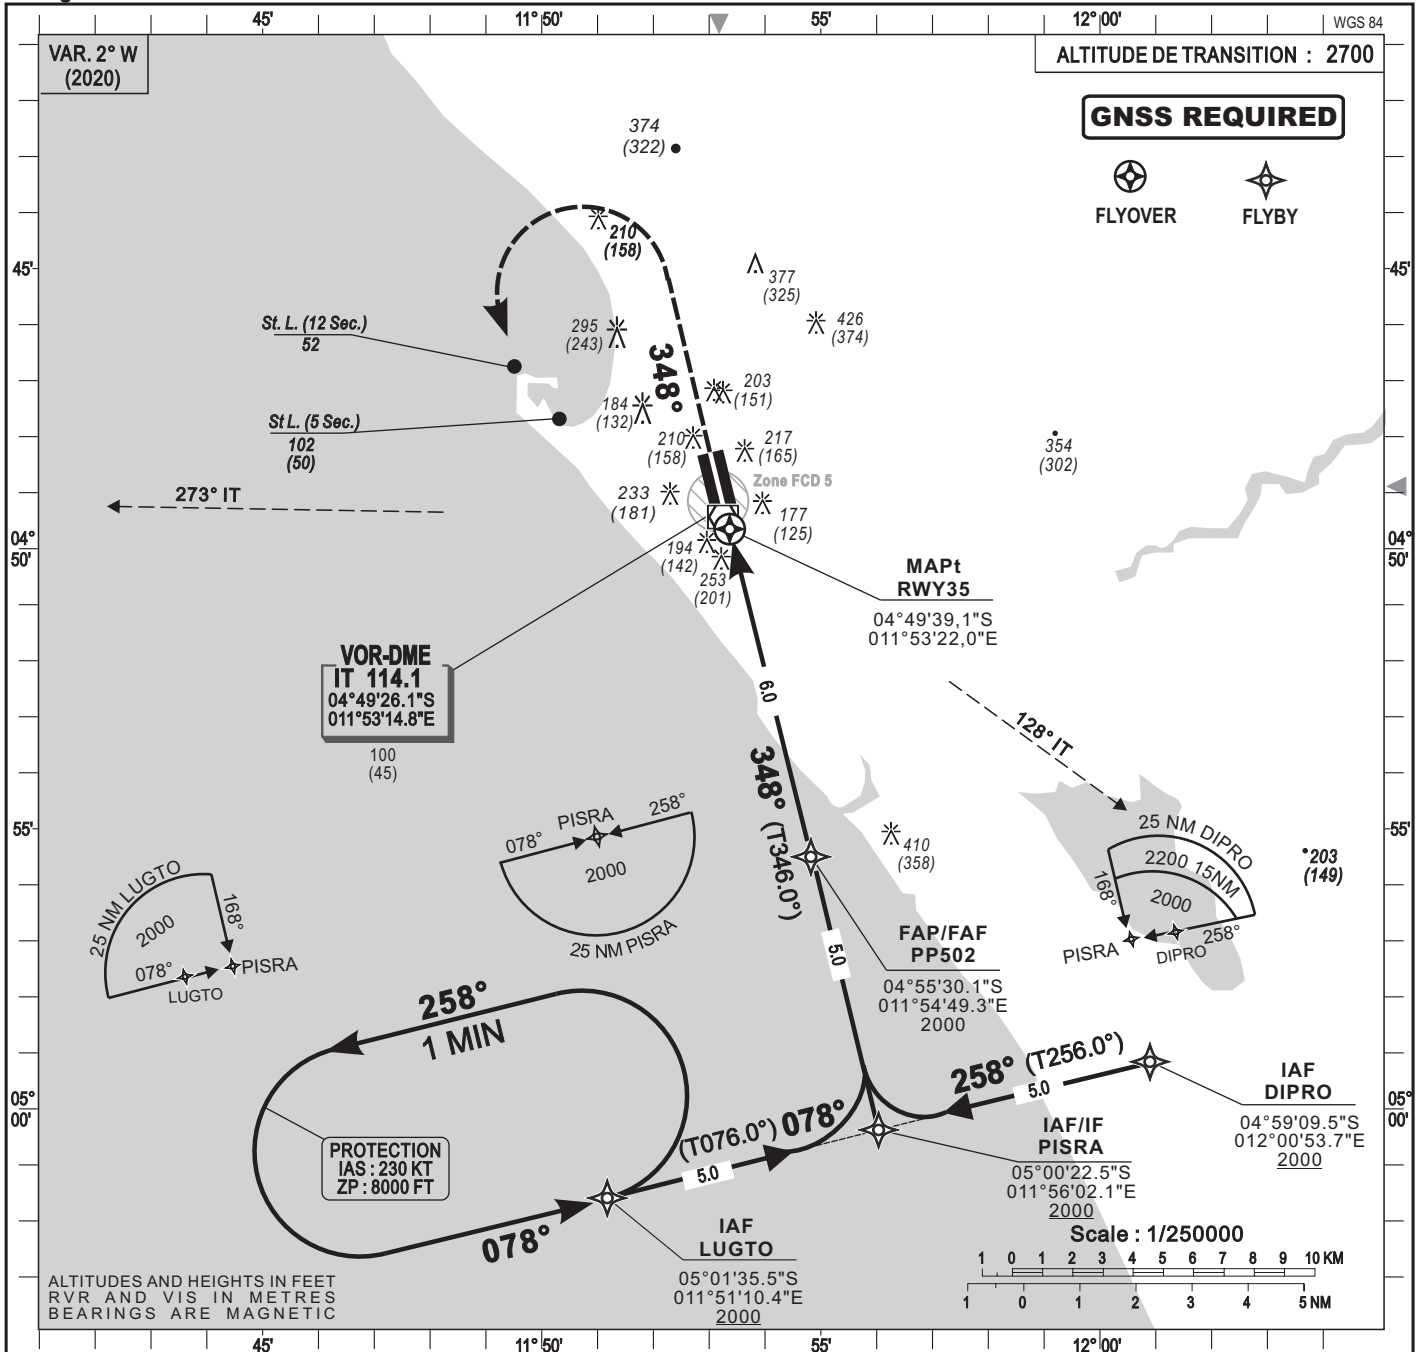 45'
11°50'
55'
12°00'
WGS 84
VAR. 2° W
(2020)
ALTITUDE DE TRANSITION : 2700
GNSS REQUIRED
FLYOVER
FLYBY
374
(322)
210
(158)
45'
45'
377
(325)
426
(374)
St. L. (12 Sec.)
52
295
(243)
348°
203
(151)
184
(132)
St L. (5 Sec.)
102
(50)
210
(158)
217
(165)
354
(302)
Zone FCD 5
273° IT
233
(181)
177
(125)
04°
50'
04°
50'
194
(142)
253
(201)
MAPt
RWY35
04°49'39,1"S
011°53'22,0"E
VOR-DME
IT 114.1
04°49'26.1"S
011°53'14.8"E
100
(45)
6.0
128° IT
348° (T346.0°)
55'
55'
PISRA
078°
258°
2000
25 NM PISRA
410
(358)
25 NM DIPRO
2200 15NM
2000
168°
258°
PISRA
DIPRO
203
(149)
25 NM LUGTO
2000
168°
078°
PISRA
LUGTO
5.0
FAP/FAF
PP502
04°55'30.1"S
011°54'49.3"E
2000
258°
1 MIN
258° (T256.0°)
5.0
IAF
DIPRO
04°59'09.5"S
012°00'53.7"E
2000
05°
00'
05°
00'
(T076.0°) 078°
5.0
IAF/IF
PISRA
05°00'22.5"S
011°56'02.1"E
2000
PROTECTION
IAS : 230 KT
ZP : 8000 FT
078°
IAF
LUGTO
05°01'35.5"S
011°51'10.4"E
2000
Scale : 1/250000
1 0 1 2 3 4 5 6 7 8 9 10 KM
1 0 1 2 3 4 5 NM
ALTITUDES AND HEIGHTS IN FEET
RVR AND VIS IN METRES
BEARINGS ARE MAGNETIC
45'
11°50'
55'
12°00'